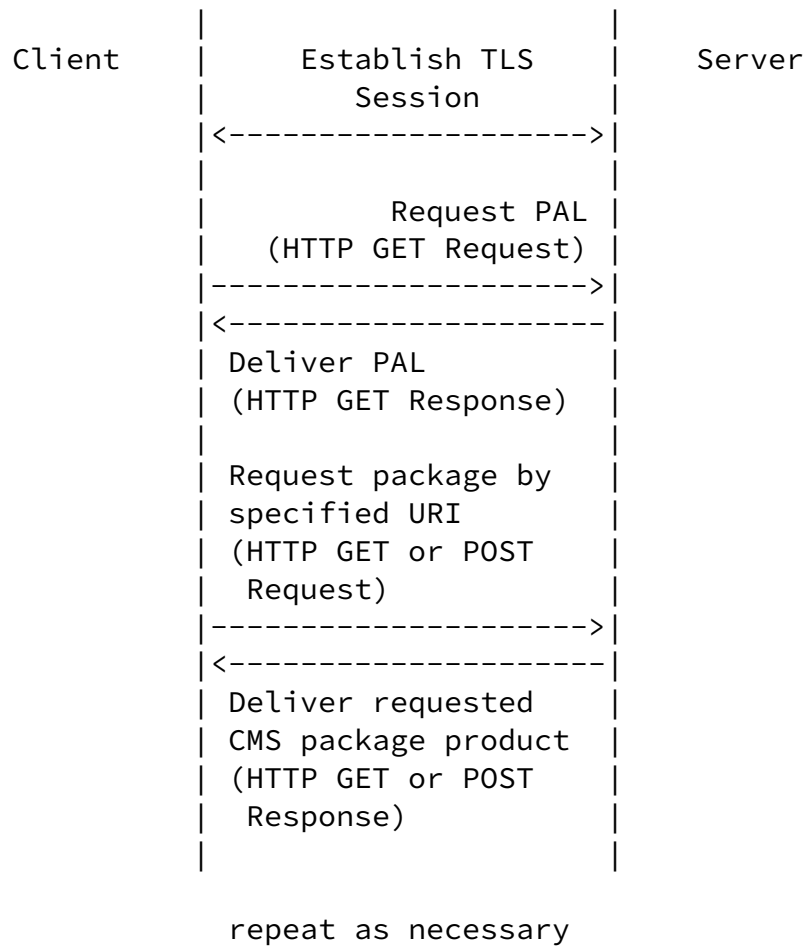 Client Establish TLS Server
Session
Request PAL
(HTTP GET Request)
Deliver PAL
(HTTP GET Response)
Request package by
specified URI
(HTTP GET or POST
Request)
Deliver requested
CMS package product
(HTTP GET or POST
Response)
repeat as necessary